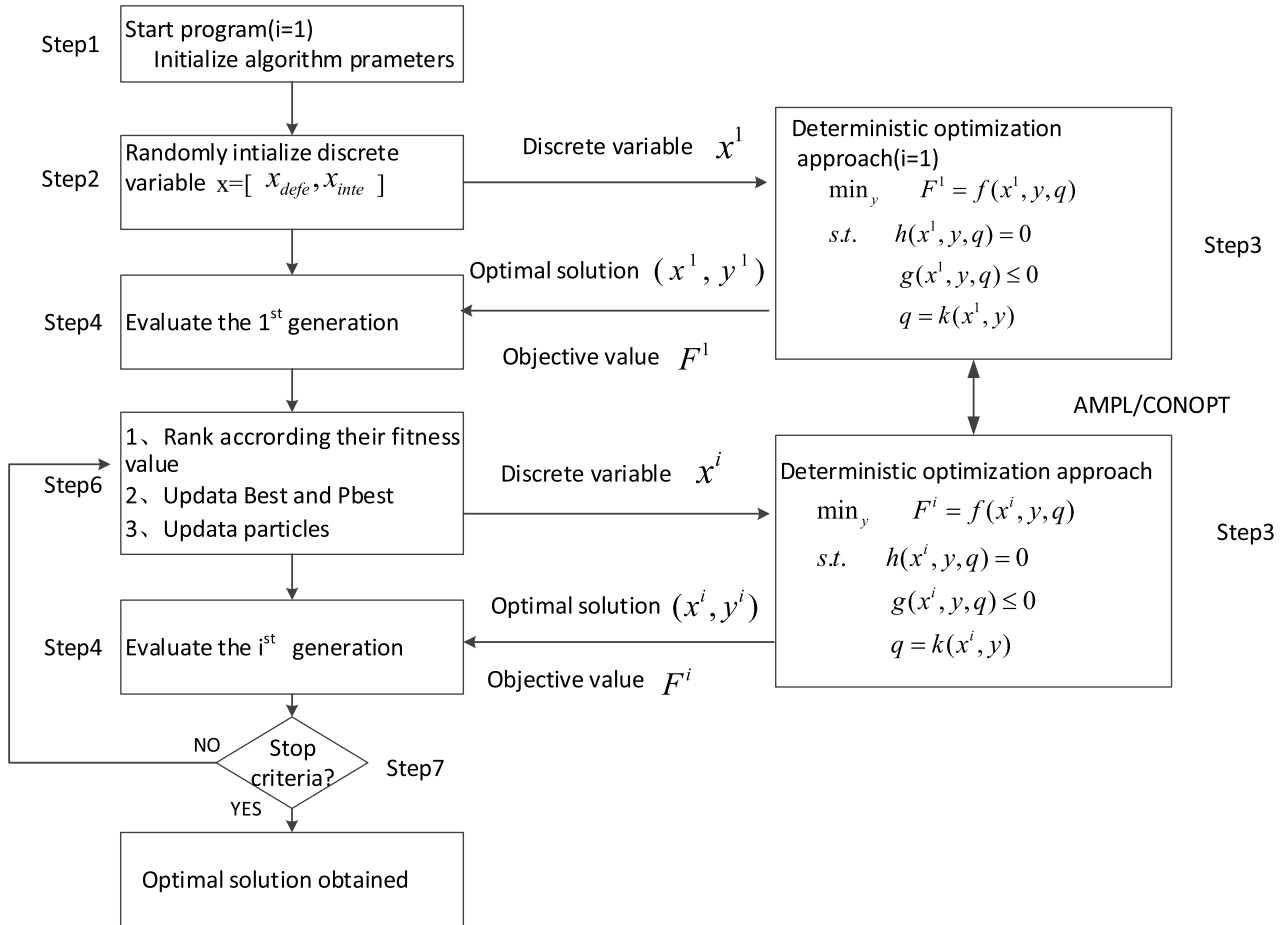 Step1
Start program(i=1)
Initialize algorithm prameters
Step2
Randomly intialize discrete
variable x=[ x_defe, x_inte ]
Discrete variable x^1
Deterministic optimization
approach(i=1)
min_y F^1 = f(x^1, y, q)
s.t. h(x^1, y, q) = 0
g(x^1, y, q) ≤ 0
q = k(x^1, y)
Step3
Optimal solution (x^1, y^1)
Step4
Evaluate the 1^st generation
Objective value F^1
AMPL/CONOPT
Step6
1、Rank accrording their fitness
value
2、Updata Best and Pbest
3、Updata particles
Discrete variable x^i
Deterministic optimization approach
min_y F^i = f(x^i, y, q)
s.t. h(x^i, y, q) = 0
g(x^i, y, q) ≤ 0
q = k(x^i, y)
Step3
Optimal solution (x^i, y^i)
Step4
Evaluate the i^st generation
Objective value F^i
NO
Stop
criteria?
Step7
YES
Optimal solution obtained